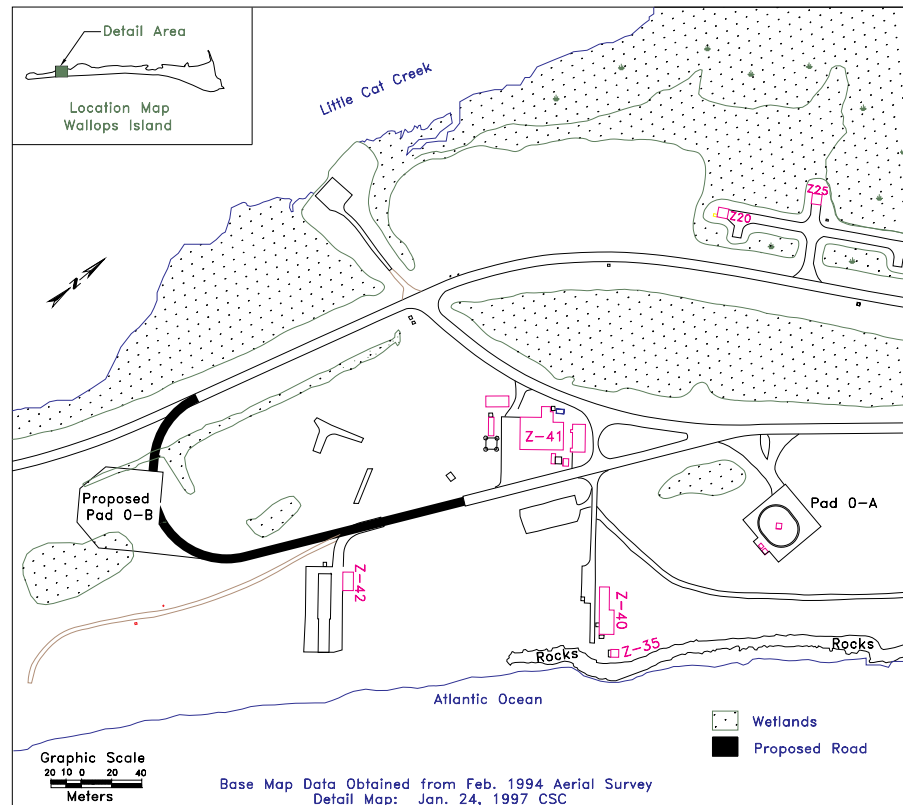 Detail Area
Location Map
Wallops Island
Little Cat Creek
Z25
Z20
N
Z-41
Proposed
Pad 0-B
Pad 0-A
Z-42
Z-40
Z-35
Rocks
Rocks
Atlantic Ocean
Wetlands
Proposed Road
Graphic Scale
20 10 0 20 40
Meters
Base Map Data Obtained from Feb. 1994 Aerial Survey
Detail Map: Jan. 24, 1997 CSC